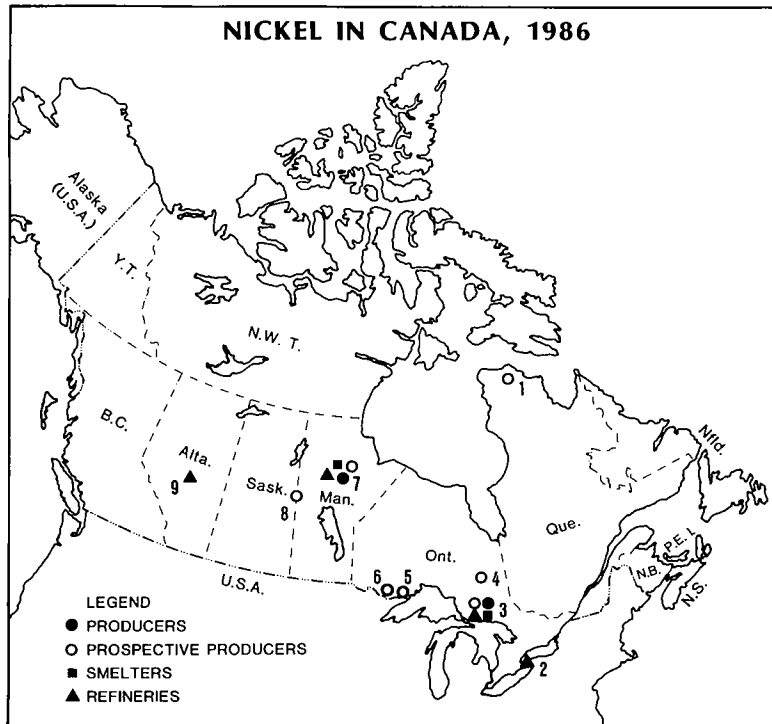 NICKEL IN CANADA, 1986
Alaska
(U.S.A.)
Y.T.
N.W.T.
B.C.
Alta.
9
Sask.
8
Man.
7
1
Nfld.
Que.
Ont.
P.E.I.
N.B.
N.S.
U.S.A.
6
5
4
3
2
LEGEND
PRODUCERS
PROSPECTIVE PRODUCERS
SMELTERS
REFINERIES